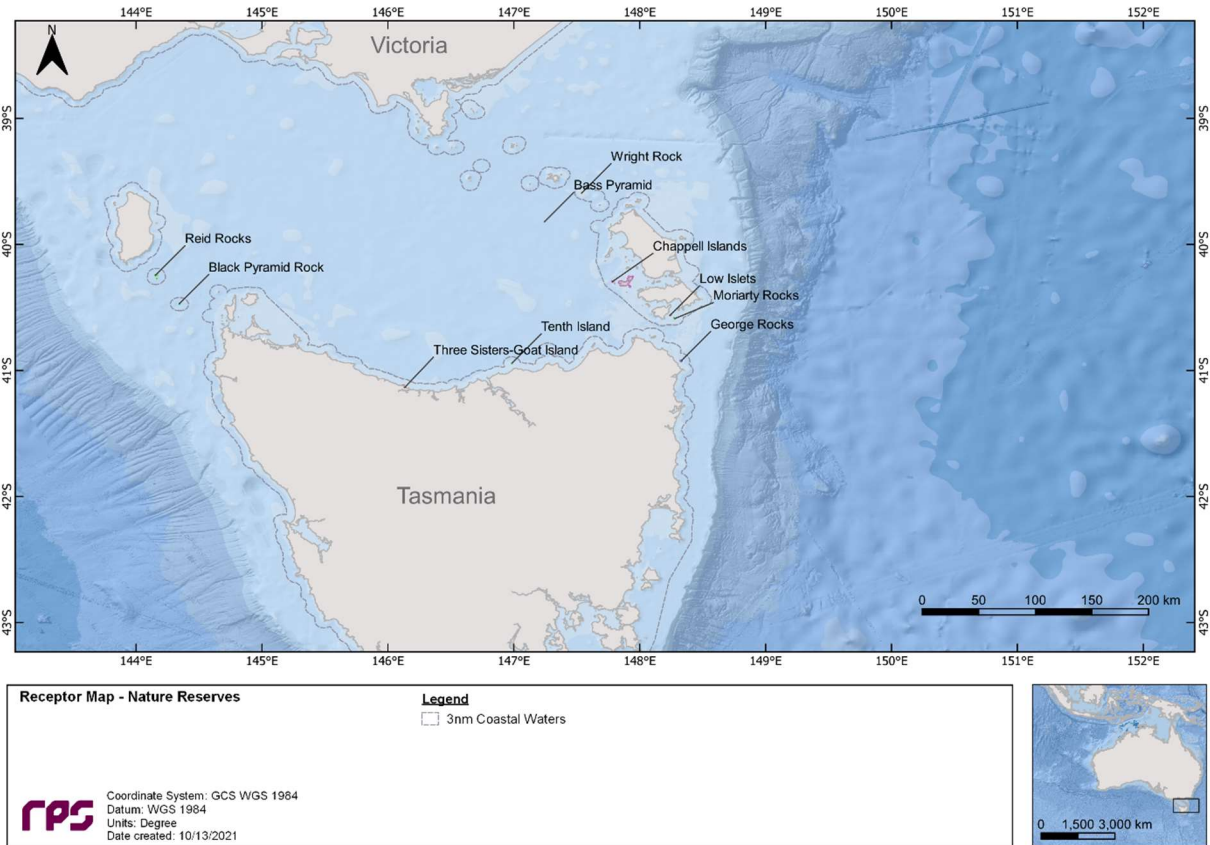 144°E 145°E 146°E 147°E 148°E 149°E 150°E 151°E 152°E
N
Victoria
39°S 39°S
Wright Rock
Bass Pyramid
40°S 40°S
Reid Rocks
Chappell Islands
Black Pyramid Rock
Low Islets
Moriarty Rocks
George Rocks
Tenth Island
Three Sisters-Goat Island
41°S 41°S
Tasmania
42°S 42°S
0 50 100 150 200 km
43°S 43°S
144°E 145°E 146°E 147°E 148°E 149°E 150°E 151°E 152°E
Receptor Map - Nature Reserves
Legend
3nm Coastal Waters
rps
Coordinate System: GCS WGS 1984
Datum: WGS 1984
Units: Degree
Date created: 10/13/2021
0 1,500 3,000 km